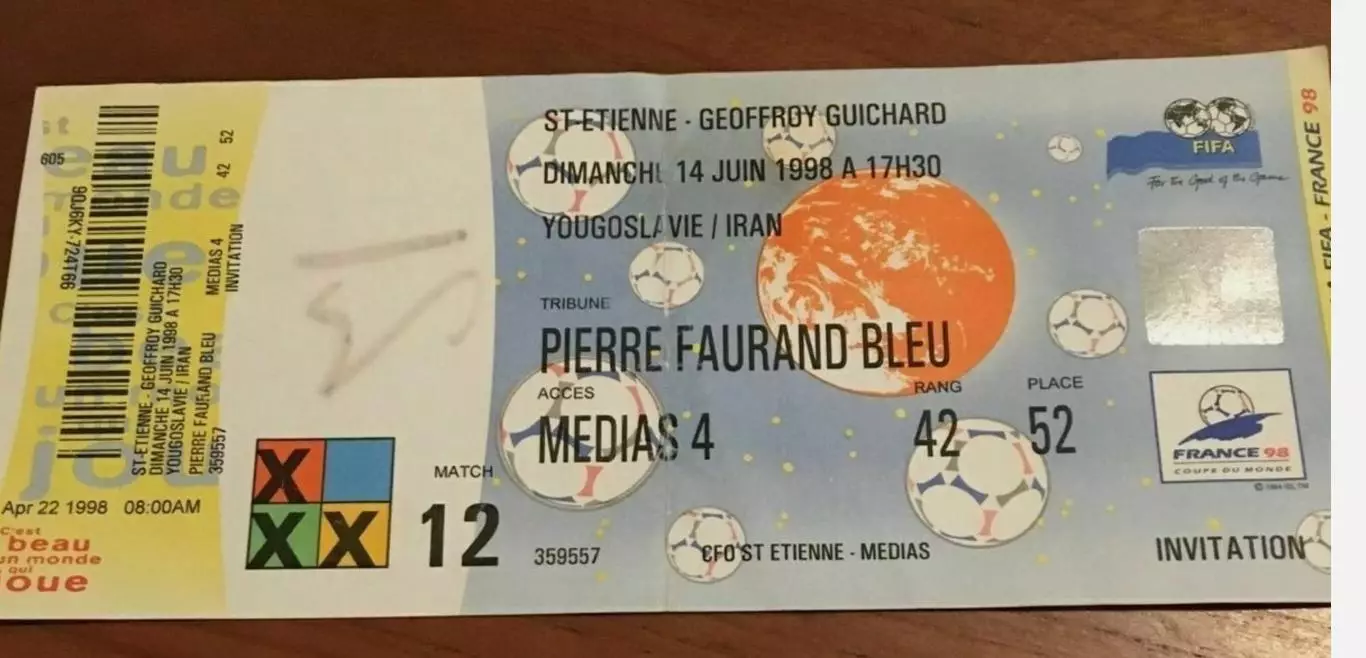 ST-ETIENNE - GEOFFROY GUICHARD
DIMANCHE 14 JUIN 1998 A 17H30
YOUGOSLAVIE / IRAN
TRIBUNE
PIERRE FAURAND BLEU
ACCES
RANG
PLACE
MEDIAS 4
42
52
MATCH
12
359557
CFO ST ETIENNE - MEDIAS
INVITATION
FIFA
For the Good of the Game
FRANCE 98
COUPE DU MONDE
FIFA - FRANCE 98
X
X X
605
9QJ6KY-724T66
ST-ETIENNE - GEOFFROY GUICHARD
DIMANCHE 14 JUIN 1998 A 17H30
YOUGOSLAVIE / IRAN
PIERRE FAURAND BLEU
MEDIAS 4
42
52
359557
INVITATION
Apr 22 1998 08:00AM
C'est
beau
un monde
qui
joue